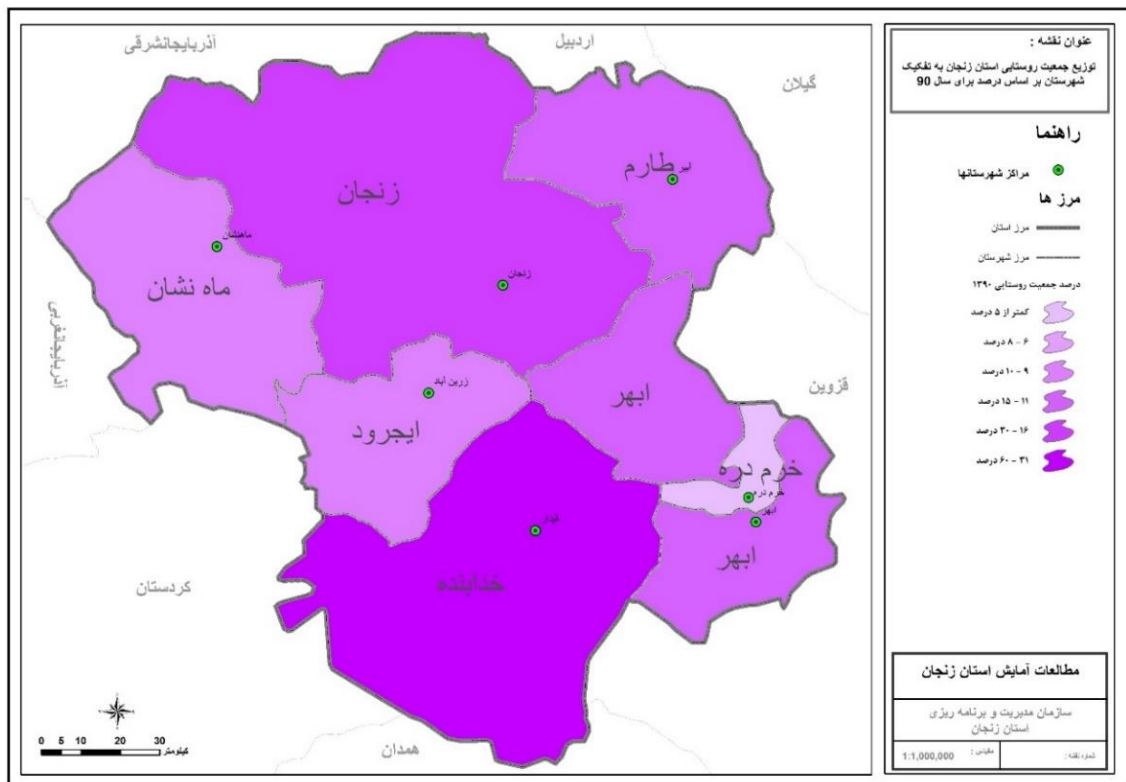 عنوان نقشه :
توزیع جمعیت روستایی استان زنجان به تفکیک
شهرستان بر اساس درصد برای سال 90
راهنما
مراکز شهرستانها
مرز ها
مرز استان
مرز شهرستان
درصد جمعیت روستایی ۱۳۹۰
کمتر از ۵ درصد
۶ - ۸ درصد
۹ - ۱۰ درصد
۱۱ - ۱۵ درصد
۱۶ - ۳۰ درصد
۳۱ - ۶۰ درصد
مطالعات آمایش استان زنجان
سازمان مدیریت و برنامه ریزی
استان زنجان
شماره نقشه :
مقیاس :
1:1,000,000
آذربایجانشرقی
اردبیل
گیلان
طارم
زنجان
ماهنشان
زنجان
ماه نشان
آذربایجانغربی
قزوین
زرین آباد
ابهر
ایجرود
خرم دره
خرم دره
ابهر
قیدار
ابهر
خدابنده
کردستان
همدان
0 5 10 20 30
کیلومتر